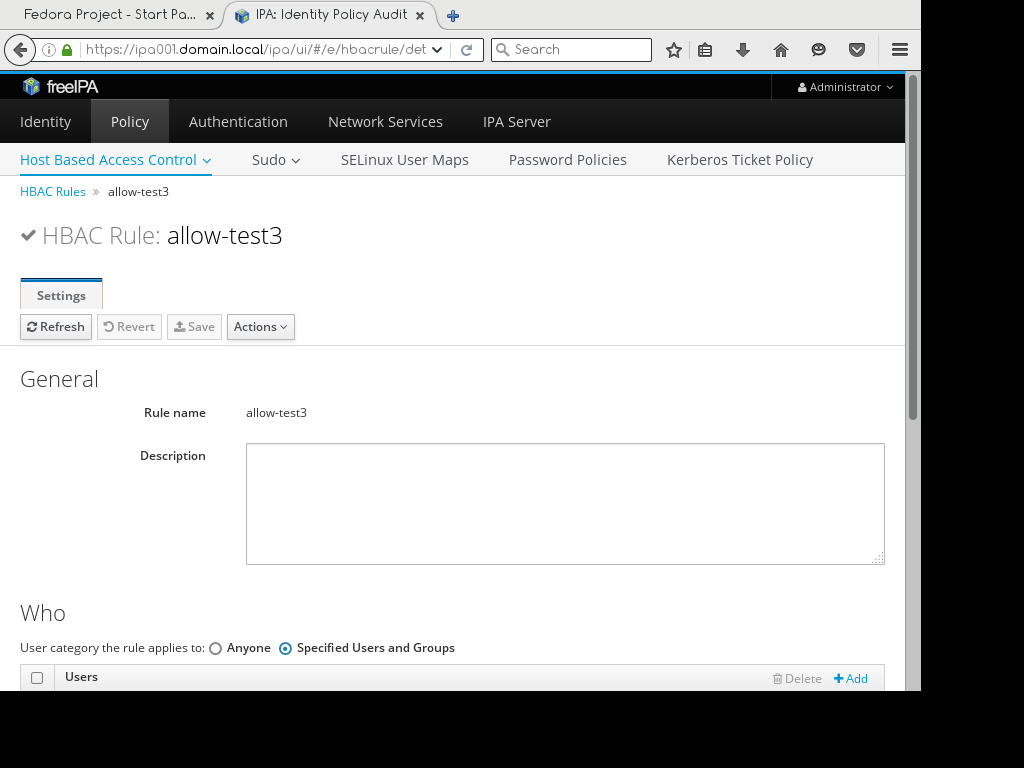 Fedora Project - Start Pa...
IPA: Identity Policy Audit
https://ipa001.domain.local/ipa/ui/#/e/hbacrule/det
Search
freeIPA
Administrator
Identity
Policy
Authentication
Network Services
IPA Server
Host Based Access Control
Sudo
SELinux User Maps
Password Policies
Kerberos Ticket Policy
HBAC Rules » allow-test3
HBAC Rule: allow-test3
Settings
Refresh
Revert
Save
Actions
General
Rule name
allow-test3
Description
Who
User category the rule applies to: Anyone Specified Users and Groups
Users
Delete
Add